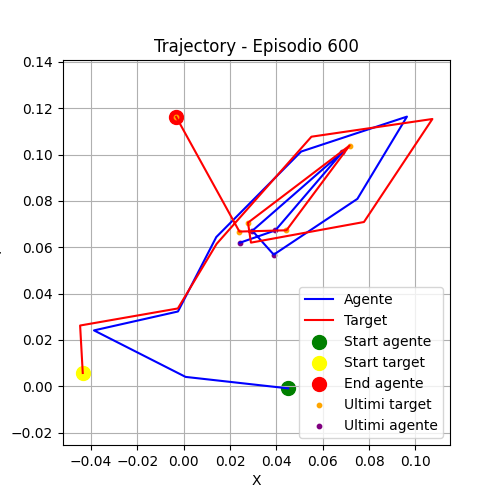 Trajectory - Episodio 600
0.14
0.12
0.10
0.08
0.06
0.04
0.02
0.00
−0.02
−0.04
−0.02
0.00
0.02
0.04
0.06
0.08
0.10
X
Agente
Target
Start agente
Start target
End agente
Ultimi target
Ultimi agente